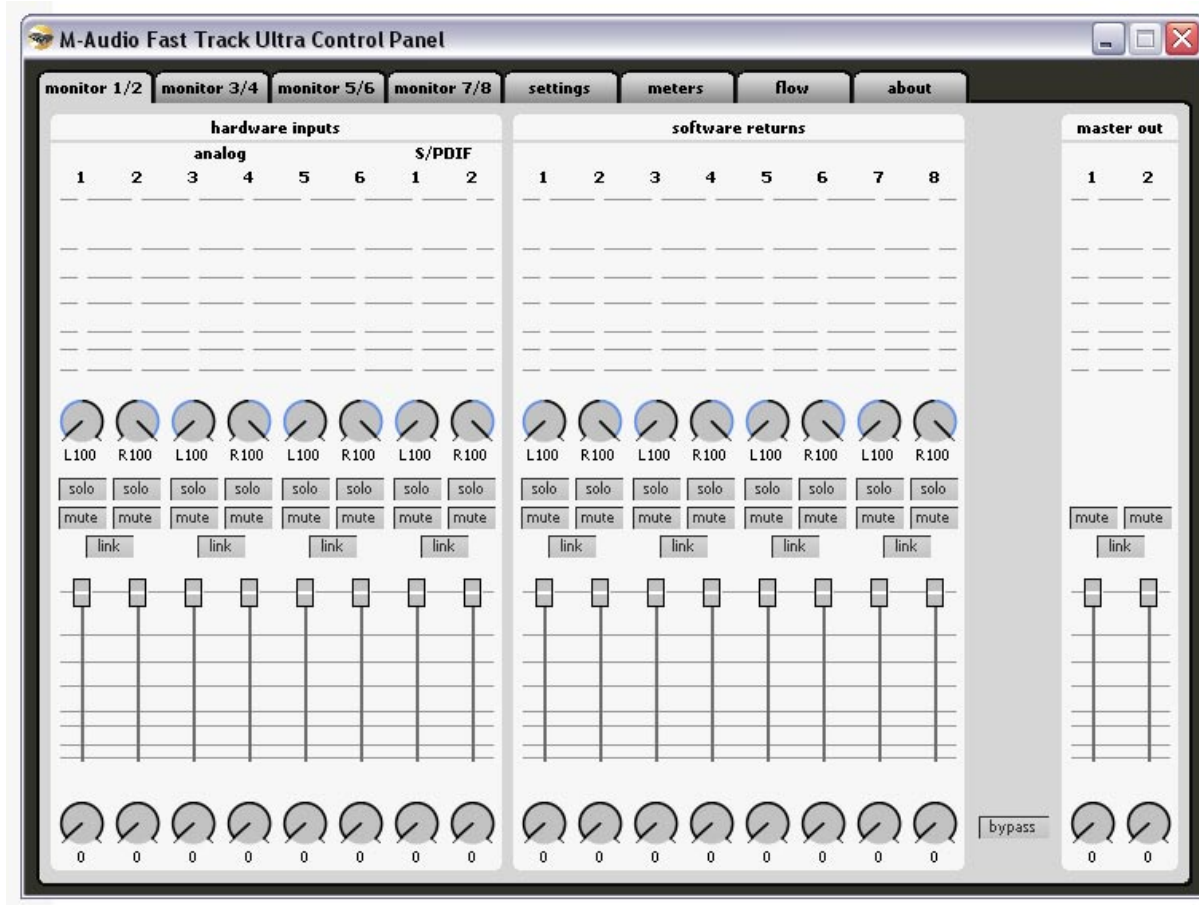 M-Audio Fast Track Ultra Control Panel
monitor 1/2 monitor 3/4 monitor 5/6 monitor 7/8 settings meters flow about
hardware inputs software returns master out
analog S/PDIF
1 2 3 4 5 6 1 2 1 2 3 4 5 6 7 8 1 2
L100 R100 L100 R100 L100 R100 L100 R100 L100 R100 L100 R100 L100 R100 L100 R100
solo solo solo solo solo solo solo solo solo solo solo solo solo solo solo solo
mute mute mute mute mute mute mute mute mute mute mute mute mute mute mute mute mute mute
link link link link link link link link link
bypass
0 0 0 0 0 0 0 0 0 0 0 0 0 0 0 0 0 0